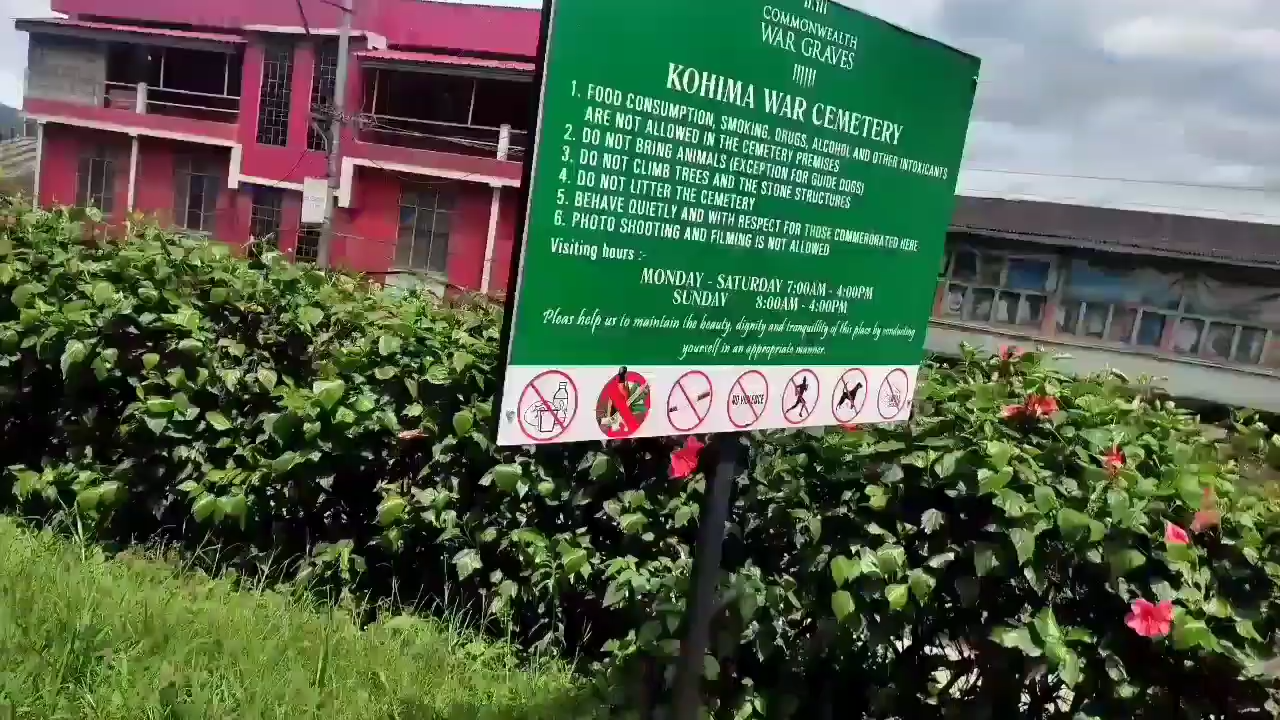 COMMONWEALTH
WAR GRAVES
KOHIMA WAR CEMETERY
1. FOOD CONSUMPTION, SMOKING, DRUGS, ALCOHOL AND OTHER INTOXICANTS
ARE NOT ALLOWED IN THE CEMETERY PREMISES
2. DO NOT BRING ANIMALS (EXCEPTION FOR GUIDE DOGS)
3. DO NOT CLIMB TREES AND THE STONE STRUCTURES
4. DO NOT LITTER THE CEMETERY
5. BEHAVE QUIETLY AND WITH RESPECT FOR THOSE COMMEMORATED HERE
6. PHOTO SHOOTING AND FILMING IS NOT ALLOWED
Visiting hours :-
MONDAY - SATURDAY 7:00AM - 4:00PM
SUNDAY 8:00AM - 4:00PM
Pleas help us to maintain the beauty, dignity and tranquillity of this place by conducting
yourself in an appropriate manner.
NO VIOLENCE